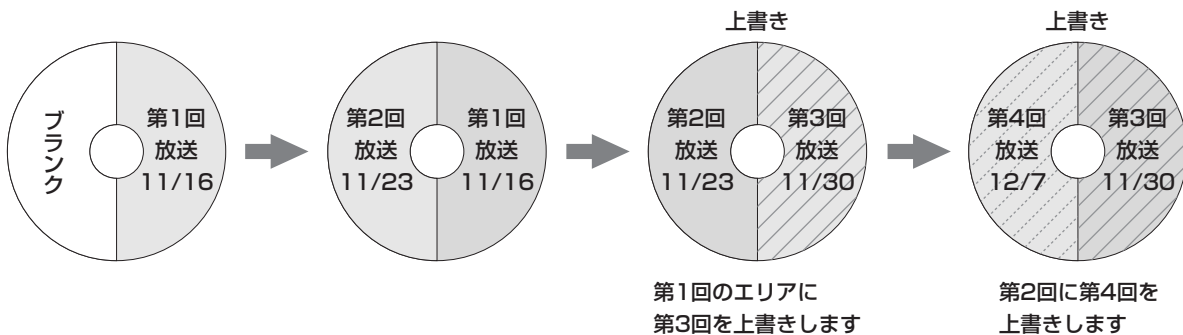 上書き
上書き
ブランク
第1回
放送
11/16
第2回
放送
11/23
第1回
放送
11/16
第2回
放送
11/23
第3回
放送
11/30
第4回
放送
12/7
第3回
放送
11/30
第1回のエリアに
第3回を上書きします
第2回に第4回を
上書きします